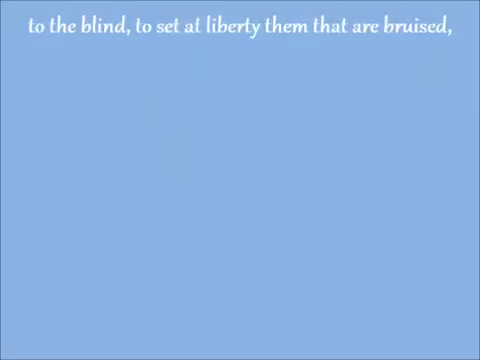 to the blind, to set at liberty them that are bruised,